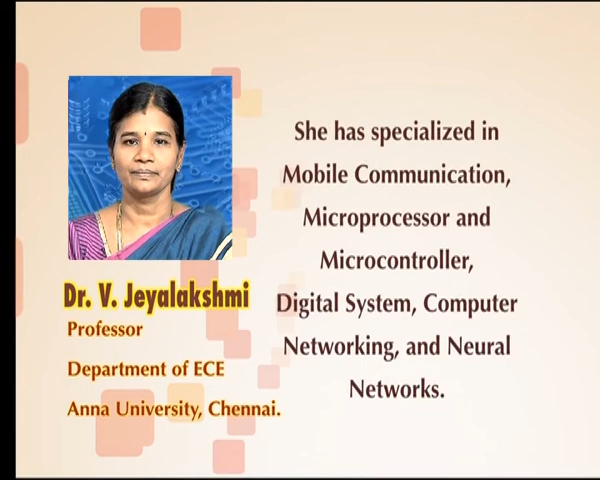 Dr. V. Jeyalakshmi
Professor
Department of ECE
Anna University, Chennai.
She has specialized in
Mobile Communication,
Microprocessor and
Microcontroller,
Digital System, Computer
Networking, and Neural
Networks.